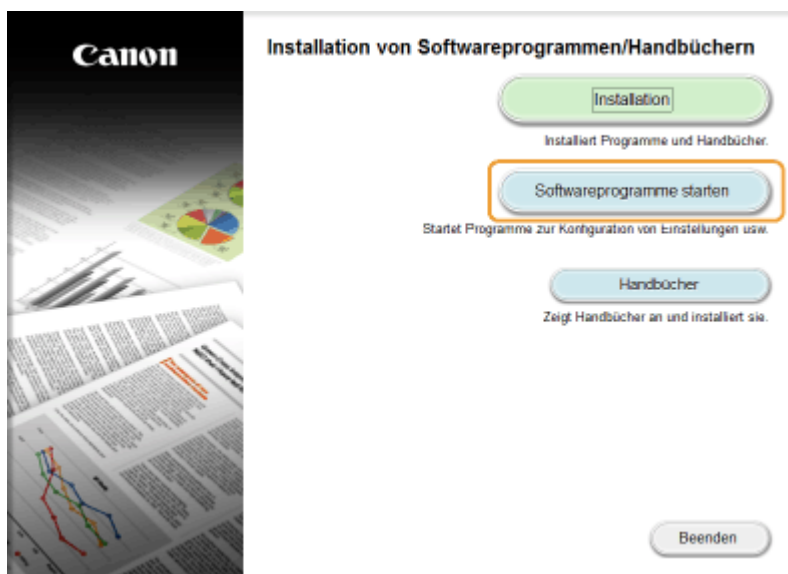 Canon
Installation von Softwareprogrammen/Handbüchern
Installation
Installiert Programme und Handbücher.
Softwareprogramme starten
Startet Programme zur Konfiguration von Einstellungen usw.
Handbücher
Zeigt Handbücher an und installiert sie.
Beenden